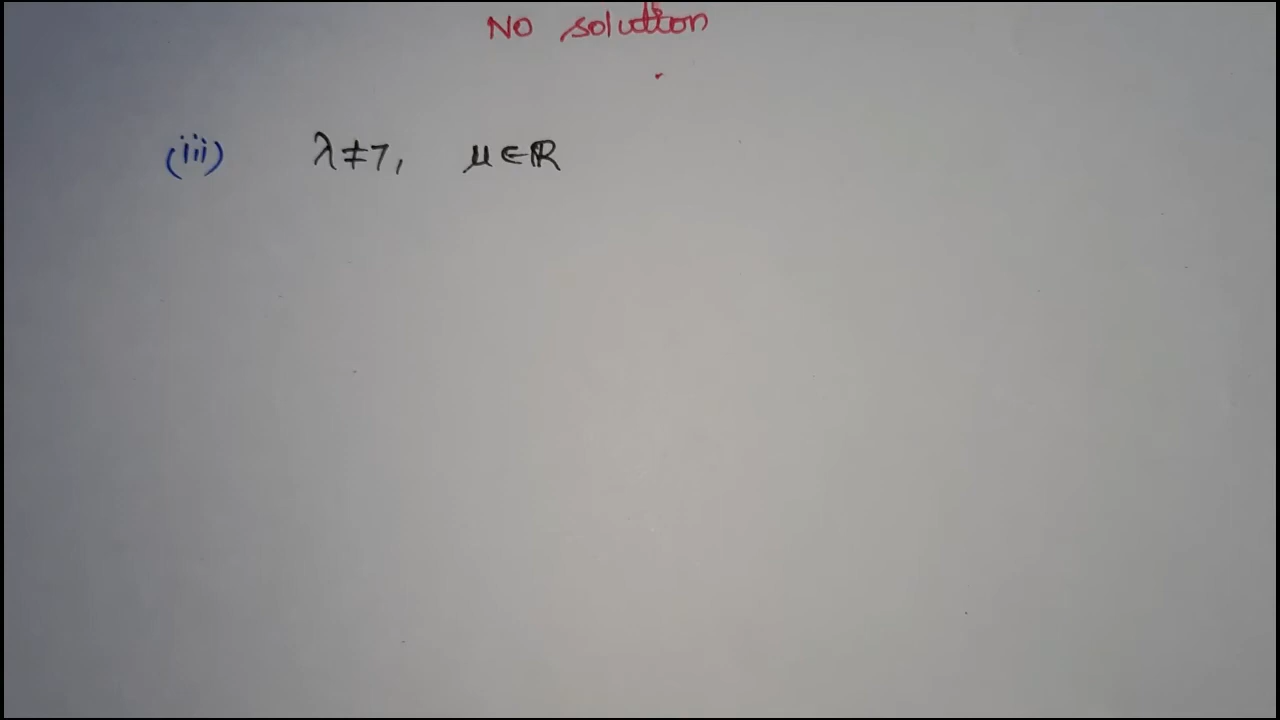 No solution
(iii) λ≠7, μ∈ℝ